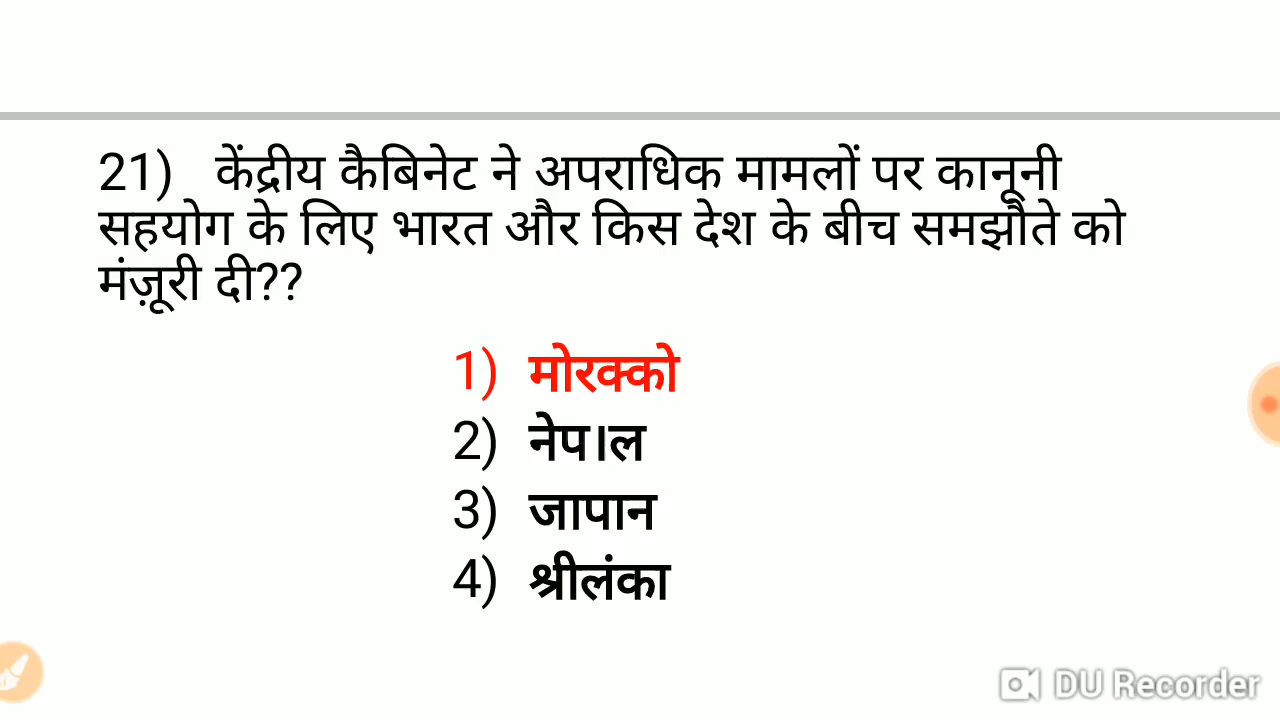 21) केंद्रीय कैबिनेट ने अपराधिक मामलों पर कानूनी
सहयोग के लिए भारत और किस देश के बीच समझौते को
मंज़ूरी दी??
1) मोरक्को
2) नेप।ल
3) जापान
4) श्रीलंका
DU Recorder